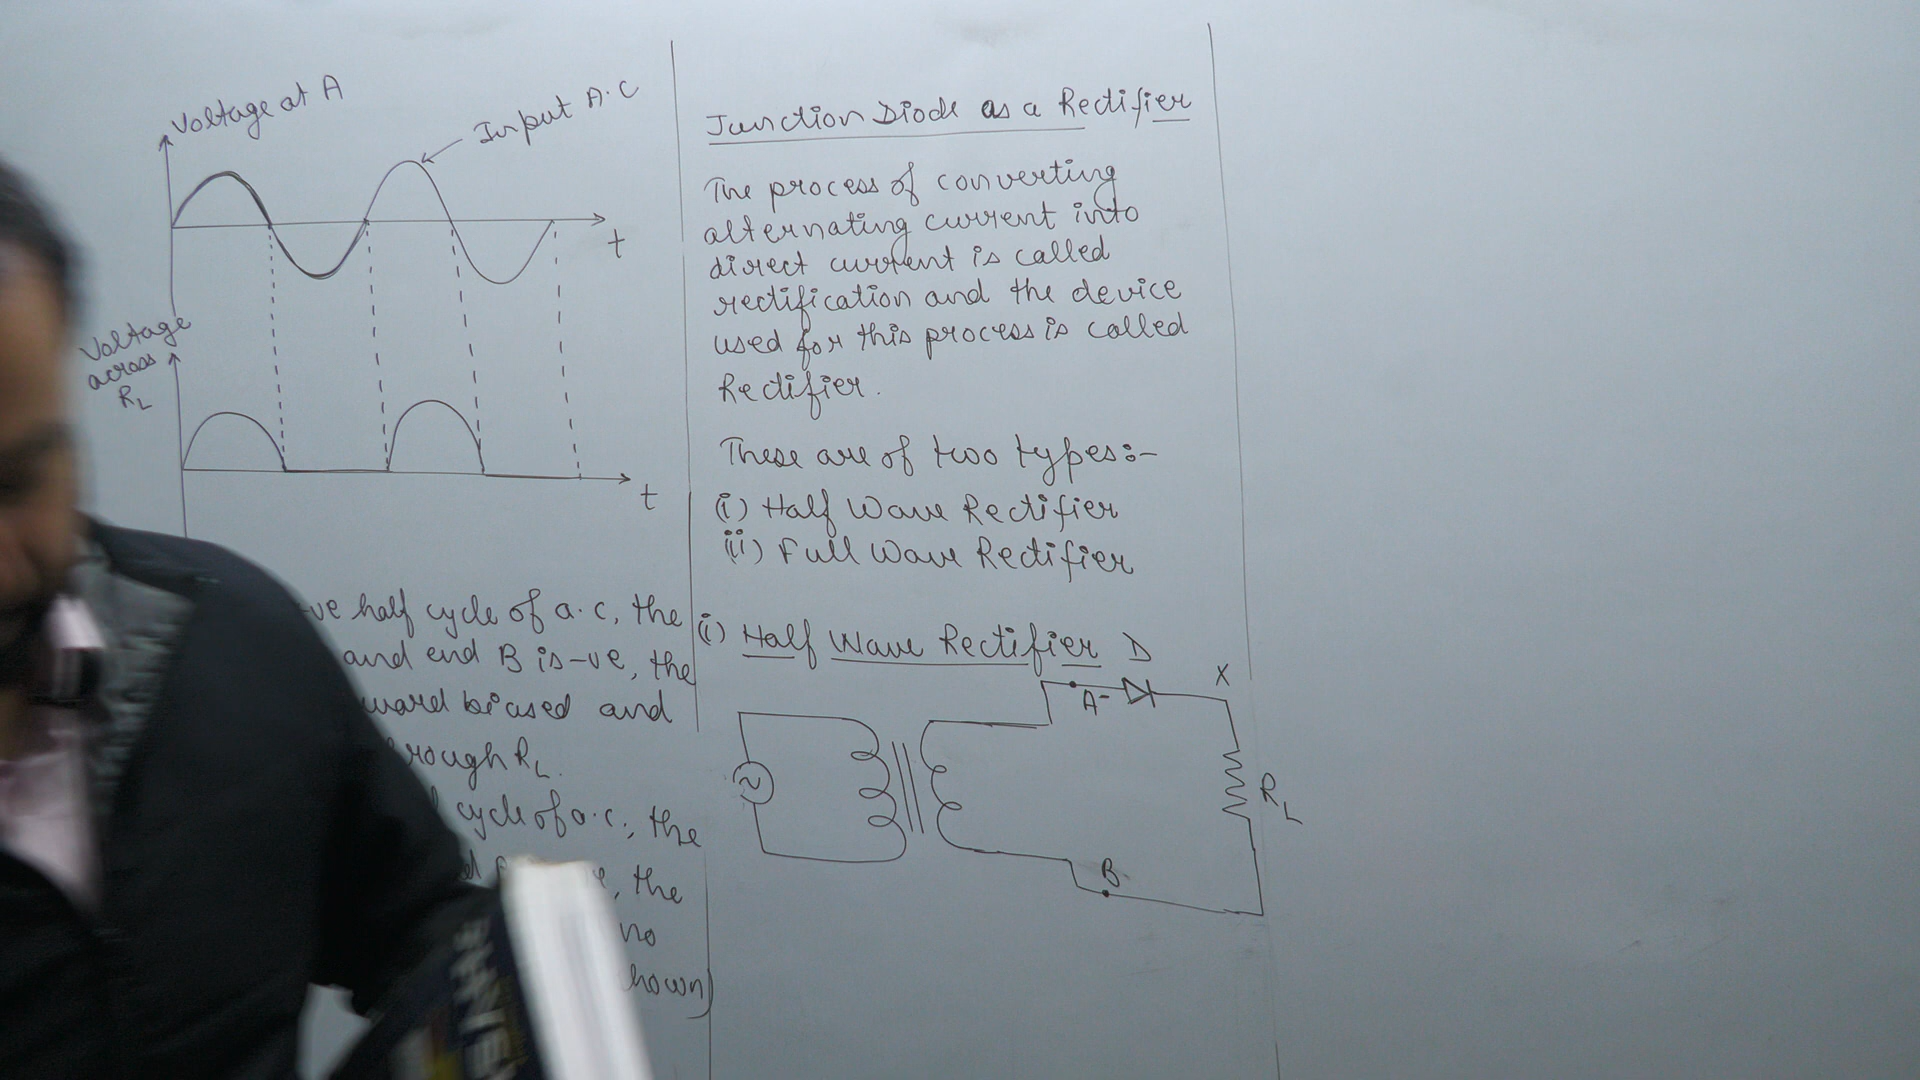 Voltage at A
Input A.C
t
Voltage
across
RL
t
ve half cycle of a.c, the
and end B is -ve, the
ward biased and
rough RL.
cycle of a.c., the
the
no
hown)
Junction Diode as a Rectifier
The process of converting
alternating current into
direct current is called
rectification and the device
used for this process is called
Rectifier.
These are of two types:-
(i) Half Wave Rectifier
(ii) Full Wave Rectifier
(i) Half Wave Rectifier
D
X
A
RL
B